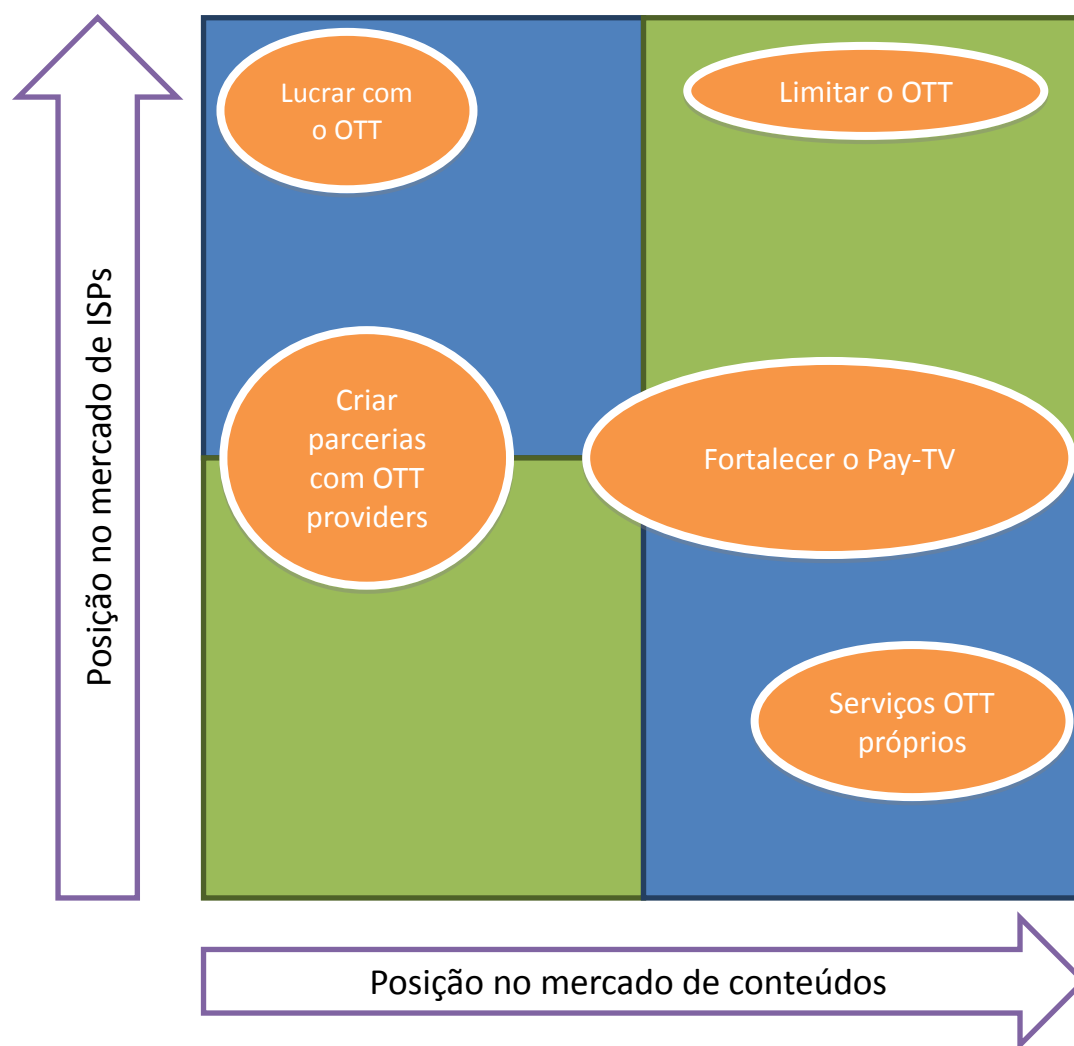 Lucrar com
o OTT
Limitar o OTT
Posição no mercado de ISPs
Criar
parcerias
com OTT
providers
Fortalecer o Pay-TV
Serviços OTT
próprios
Posição no mercado de conteúdos